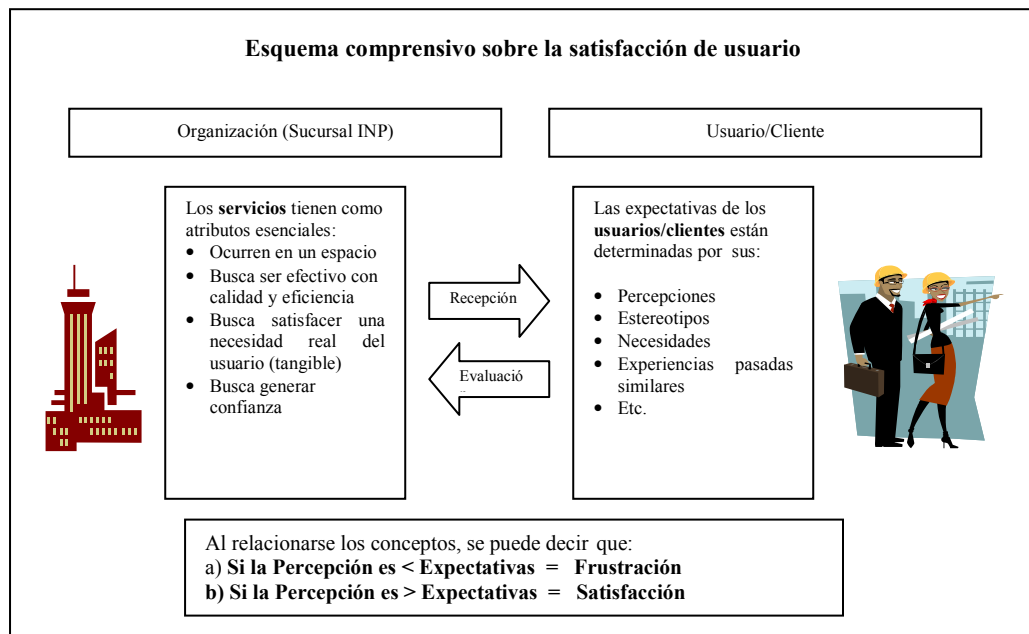 Esquema comprensivo sobre la satisfacción de usuario
Organización (Sucursal INP)
Usuario/Cliente
Los servicios tienen como
atributos esenciales:
• Ocurren en un espacio
• Busca ser efectivo con
calidad y eficiencia
• Busca satisfacer una
necesidad real del
usuario (tangible)
• Busca generar
confianza
Recepción
Evaluació
Las expectativas de los
usuarios/clientes están
determinadas por sus:
• Percepciones
• Estereotipos
• Necesidades
• Experiencias pasadas
similares
• Etc.
Al relacionarse los conceptos, se puede decir que:
a) Si la Percepción es < Expectativas = Frustración
b) Si la Percepción es > Expectativas = Satisfacción